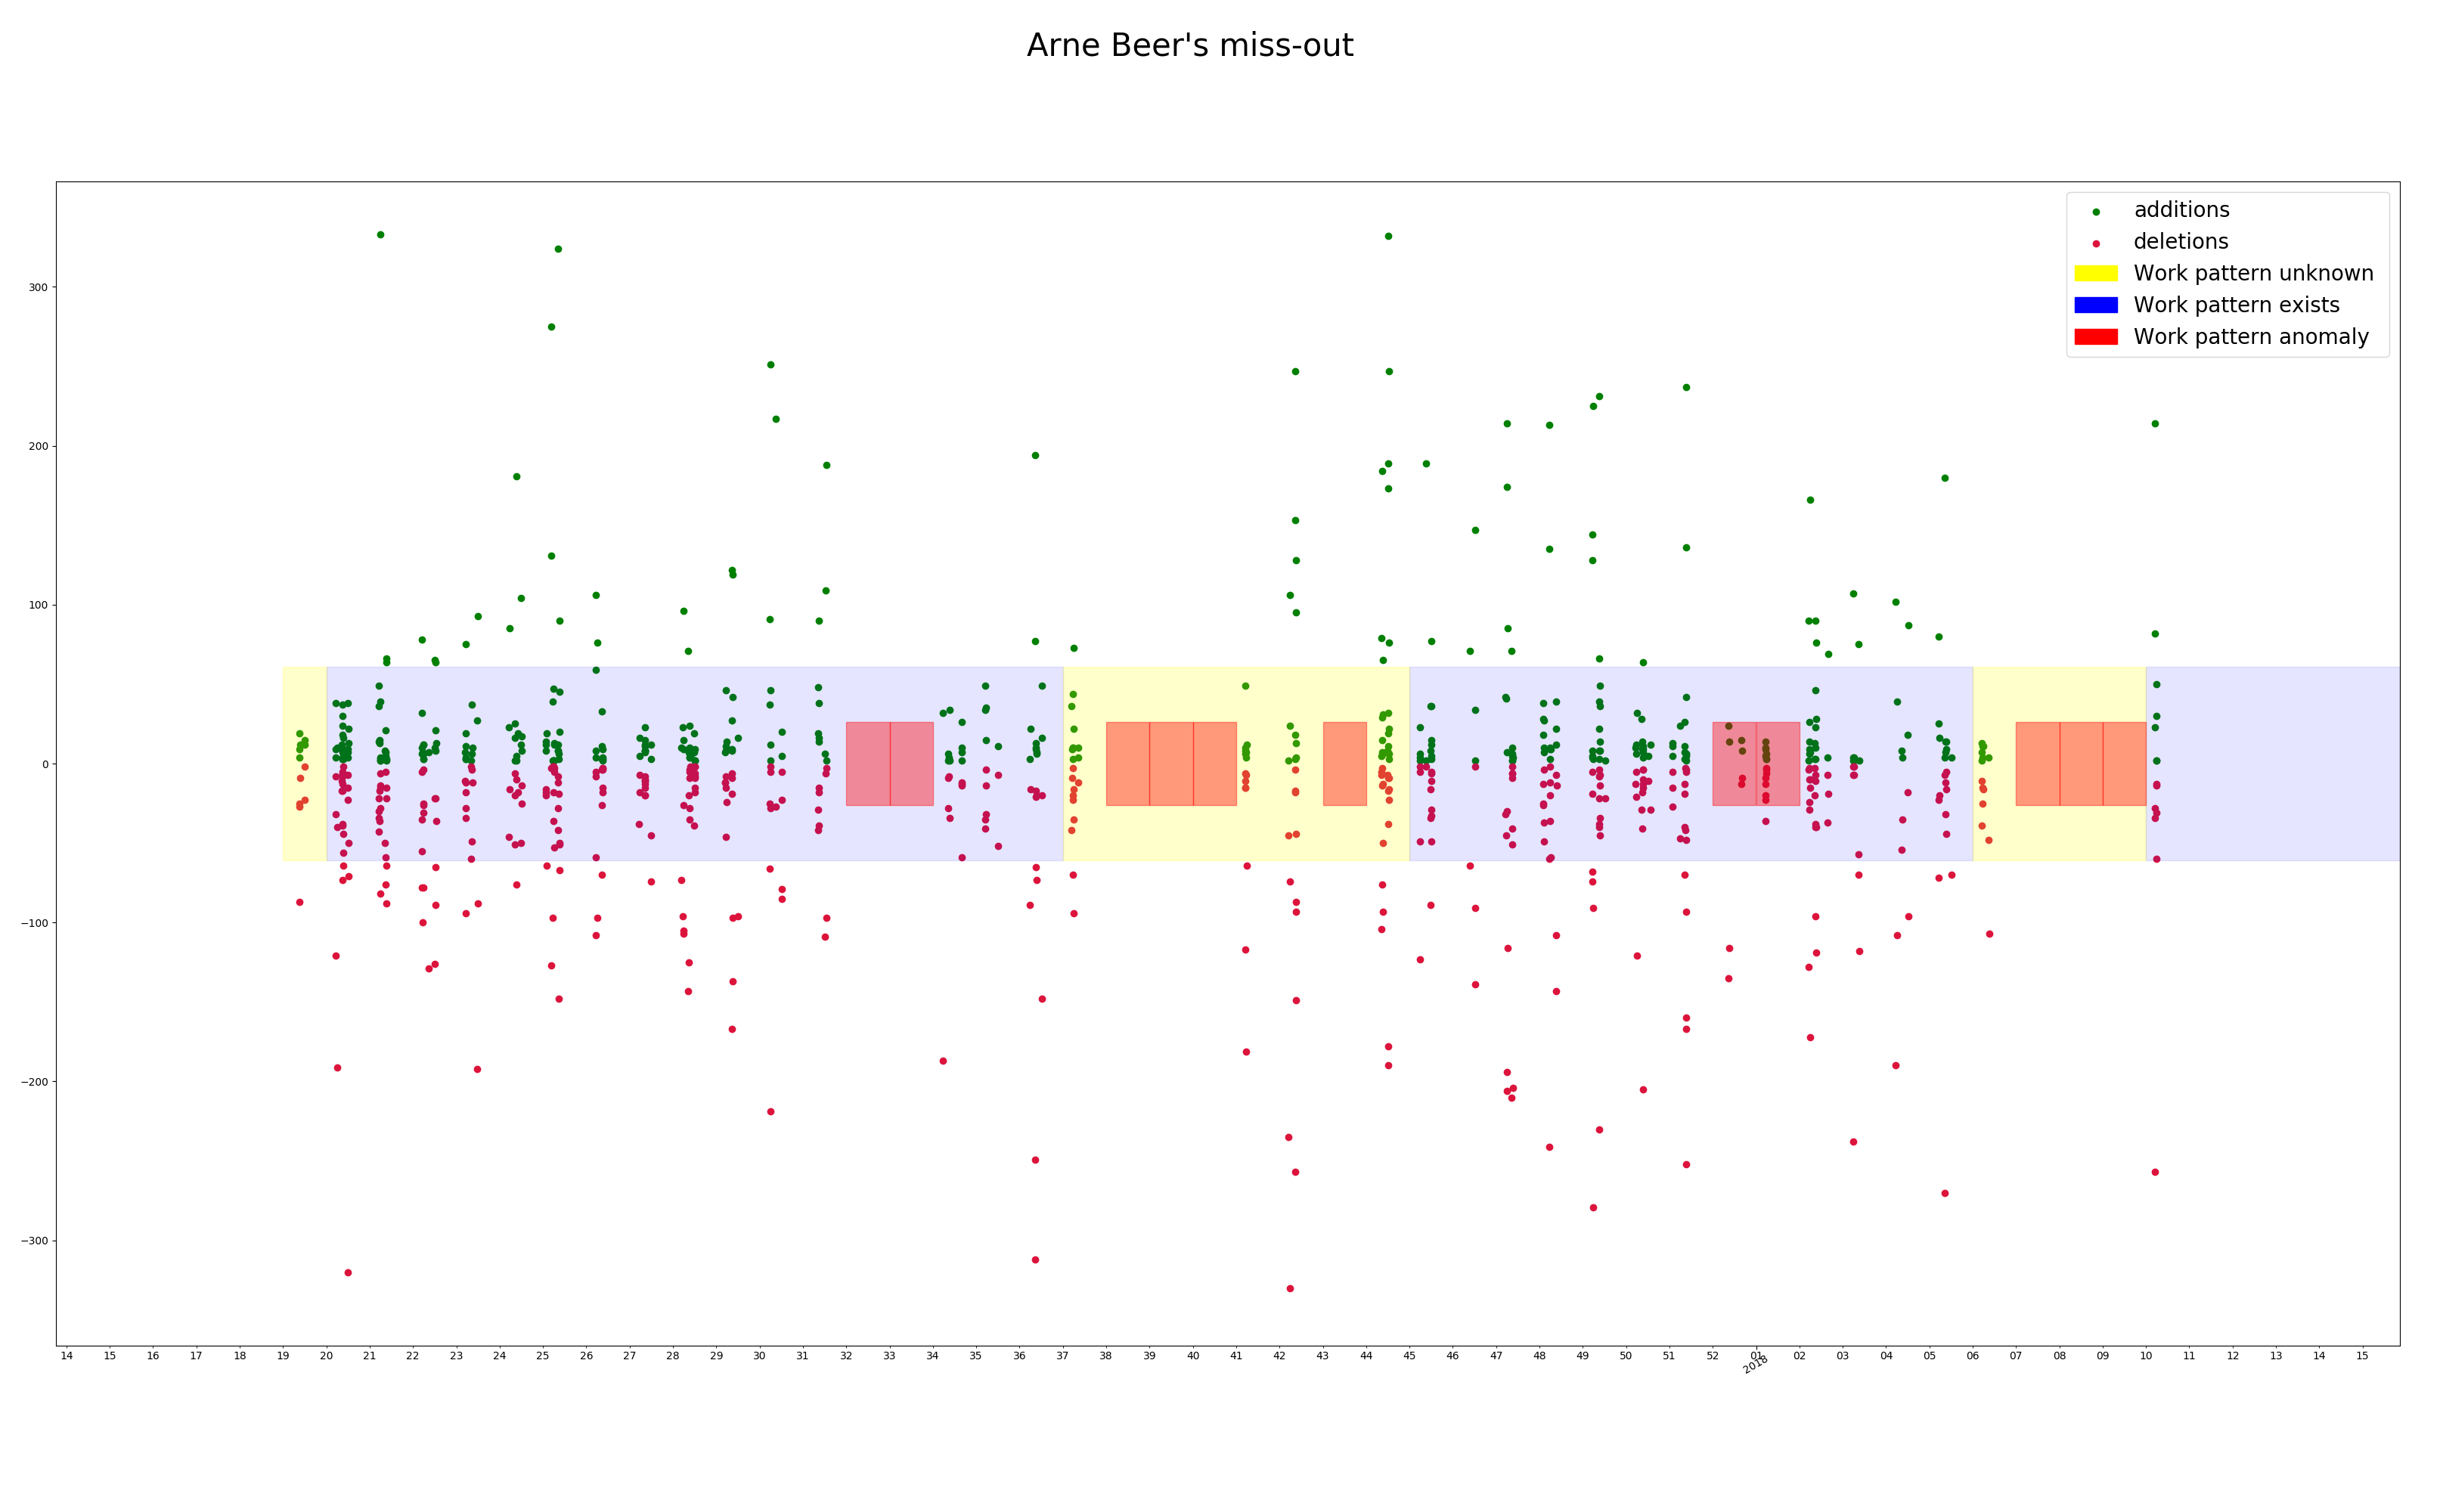 Arne Beer's miss-out
additions
deletions
Work pattern unknown
Work pattern exists
Work pattern anomaly
300
200
100
0
−100
−200
−300
14 15 16 17 18 19 20 21 22 23 24 25 26 27 28 29 30 31 32 33 34 35 36 37 38 39 40 41 42 43 44 45 46 47 48 49 50 51 52 01 02 03 04 05 06 07 08 09 10 11 12 13 14 15
2018